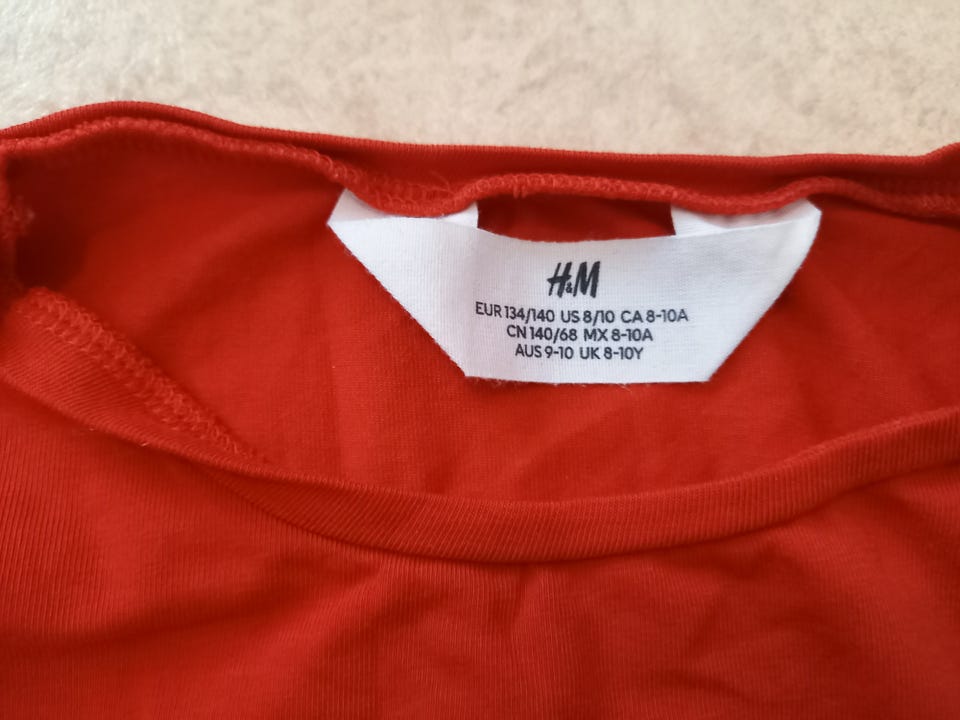 H&M
EUR 134/140 US 8/10 CA 8-10A
CN 140/68 MX 8-10A
AUS 9-10 UK 8-10Y